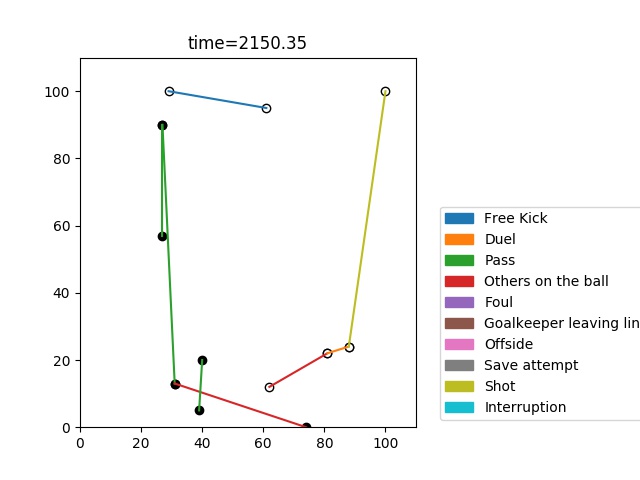 time=2150.35
100
80
60
40
20
0
0
20
40
60
80
100
Free Kick
Duel
Pass
Others on the ball
Foul
Goalkeeper leaving lin
Offside
Save attempt
Shot
Interruption